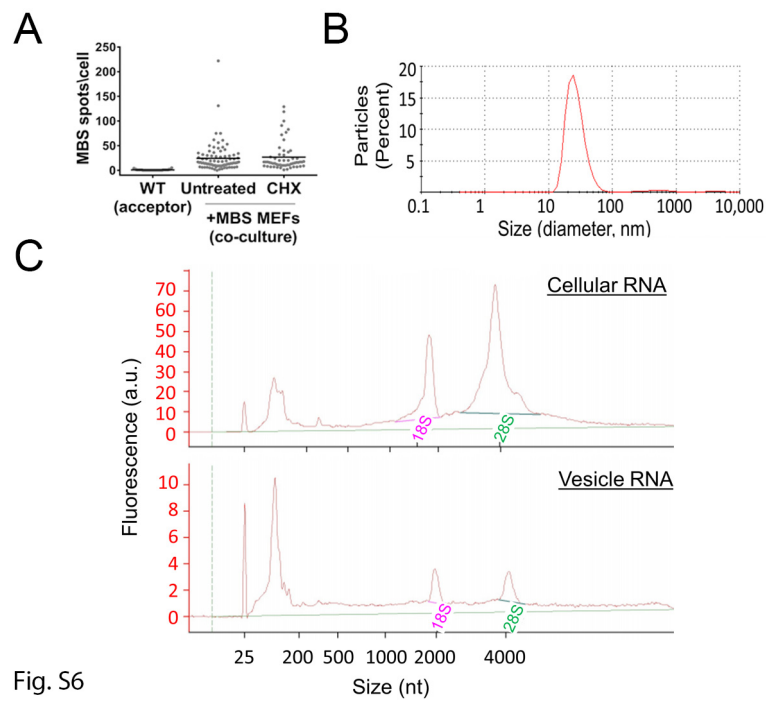 A
MBS spots\cell
250
200
150
100
50
0
WT
(acceptor)
Untreated
CHX
+MBS MEFs
(co-culture)
B
Particles
(Percent)
20
15
10
5
0.1
1
10
100
1000
10,000
Size (diameter, nm)
C
Fluorescence (a.u.)
Cellular RNA
70
60
50
40
30
20
10
0
18S
28S
Vesicle RNA
10
8
6
4
2
0
18S
28S
25
200
500
1000
2000
4000
Size (nt)
Fig. S6